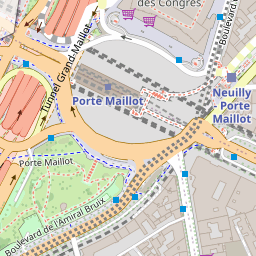 des Congrès
Boulevard
Tunnel Grand-Maillot
Porte Maillot
Neuilly
- Porte
Maillot
Porte Maillot
Boulevard de l'Amiral Bruix